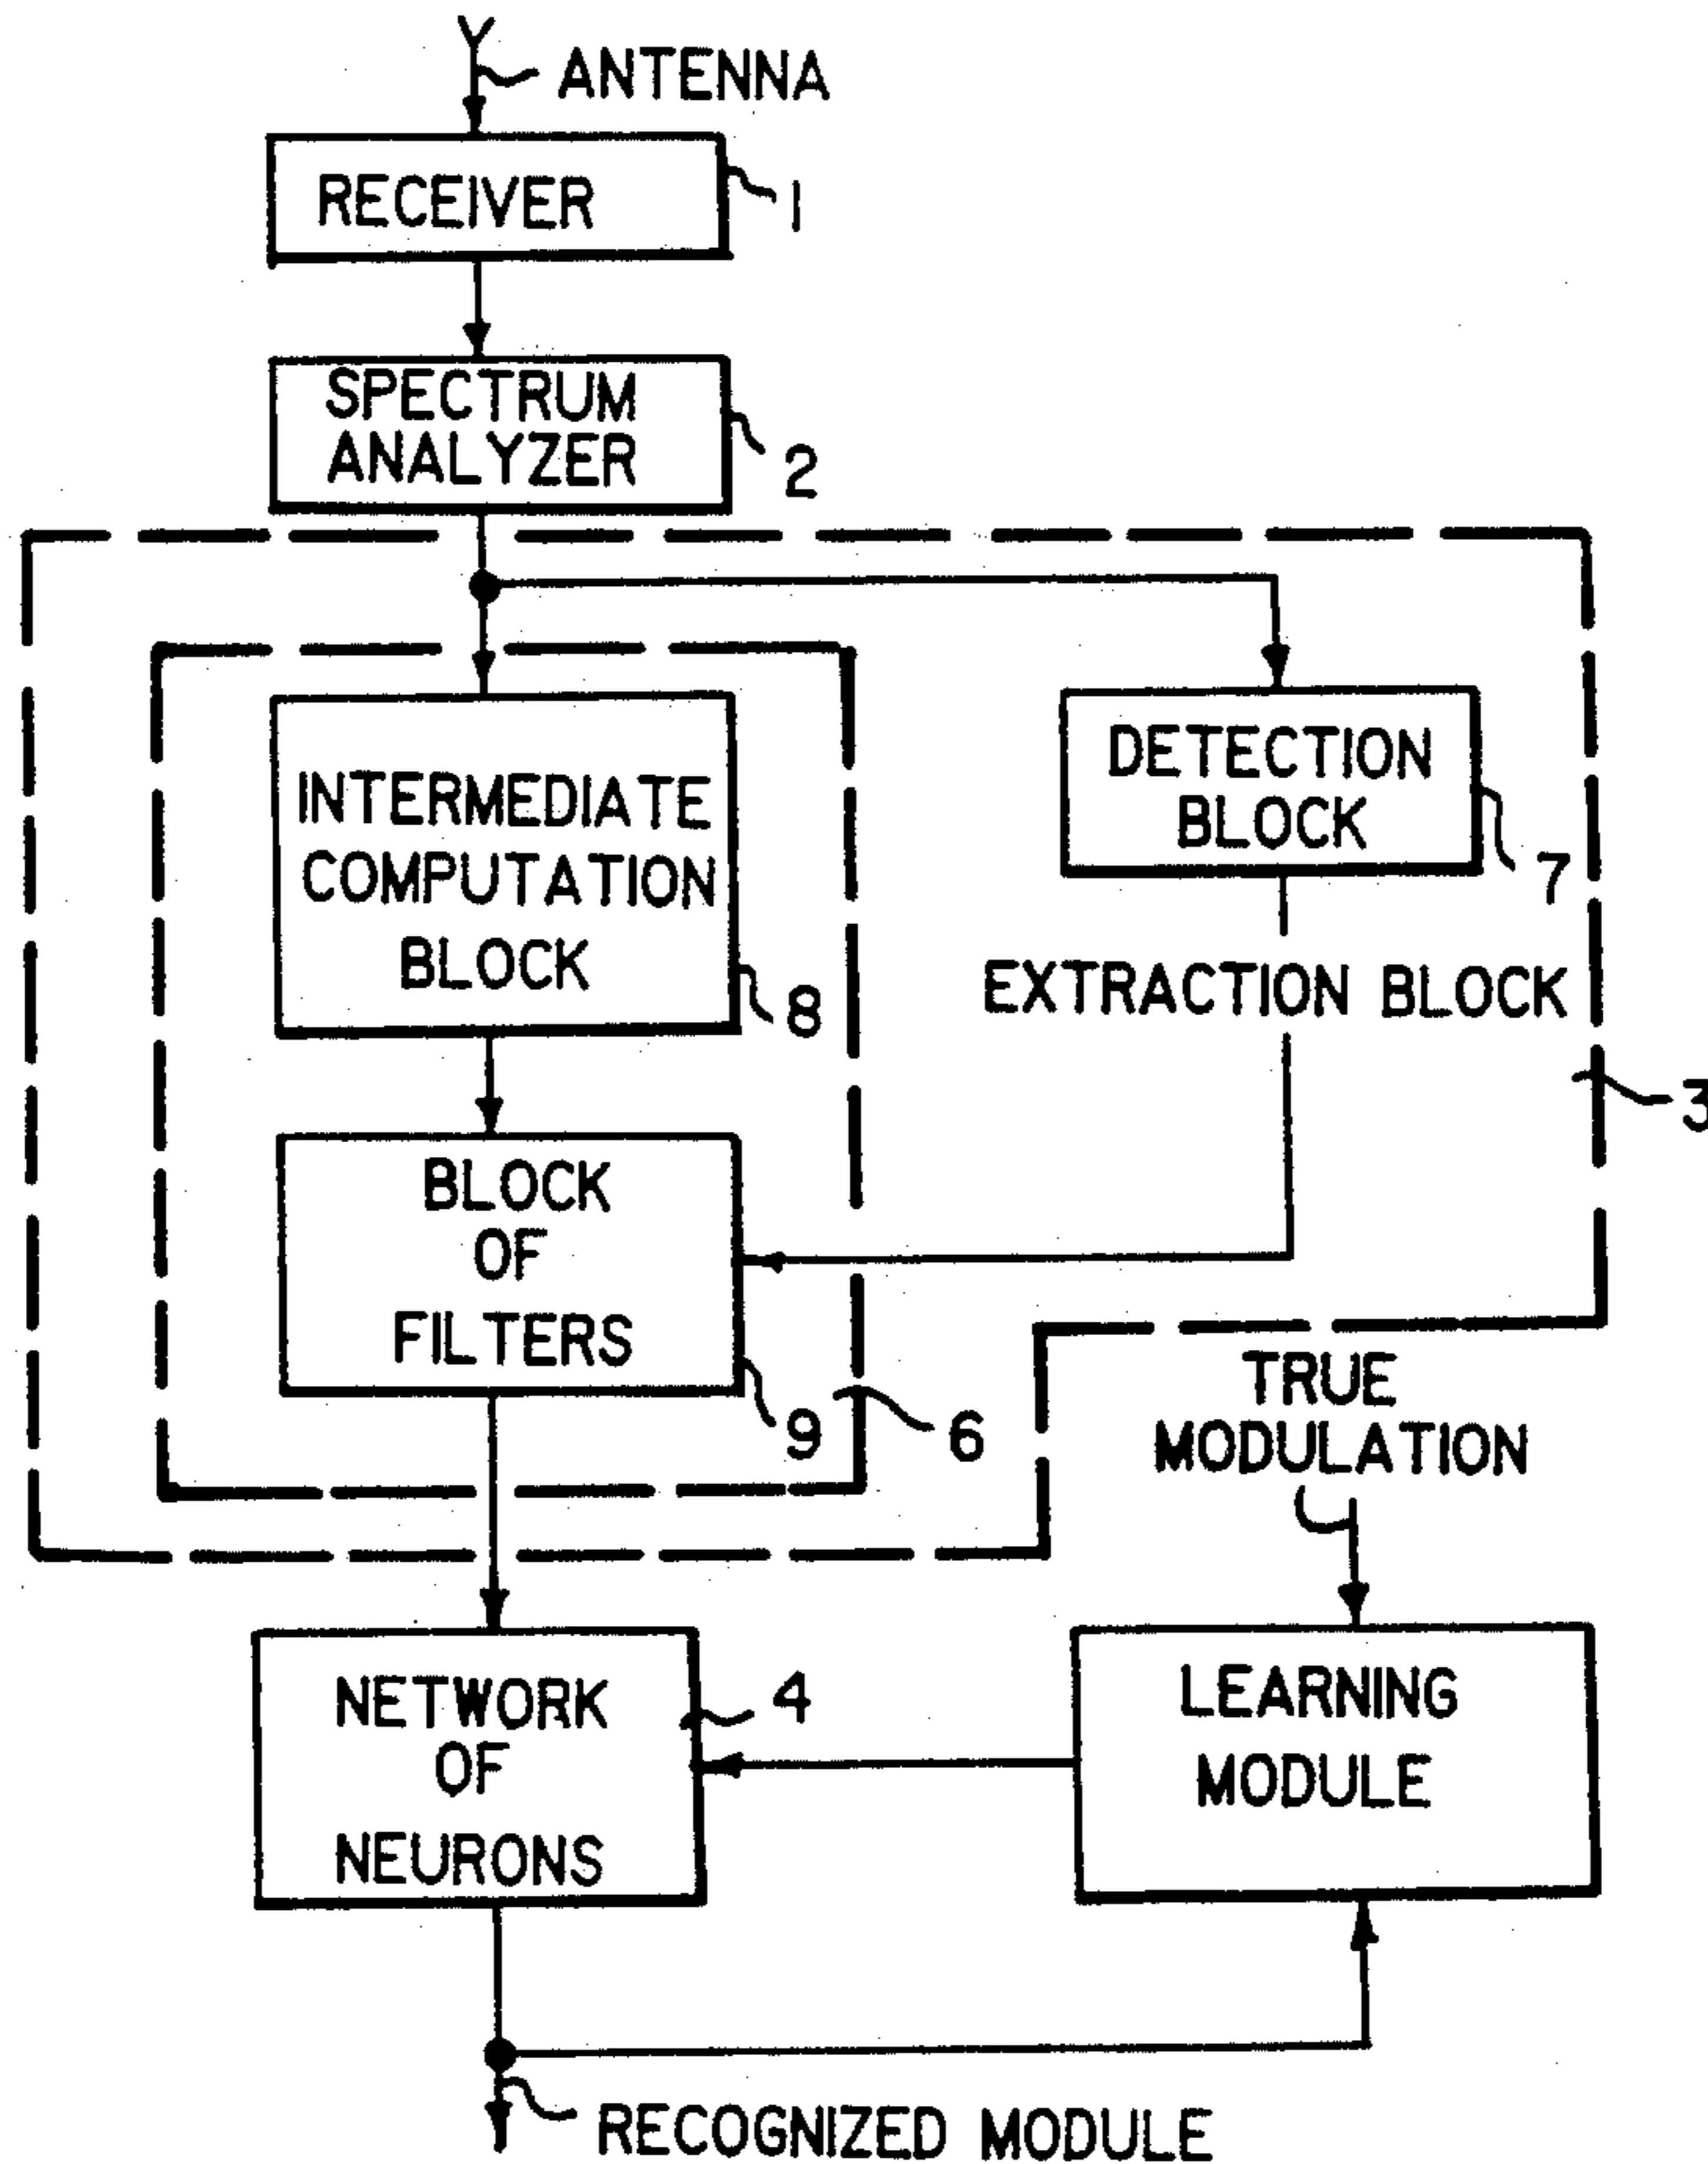 ANTENNA
RECEIVER
1
SPECTRUM
ANALYZER
2
INTERMEDIATE
COMPUTATION
BLOCK
8
DETECTION
BLOCK
7
EXTRACTION BLOCK
3
BLOCK
OF
FILTERS
9
6
TRUE
MODULATION
NETWORK
OF
NEURONS
4
LEARNING
MODULE
RECOGNIZED MODULE